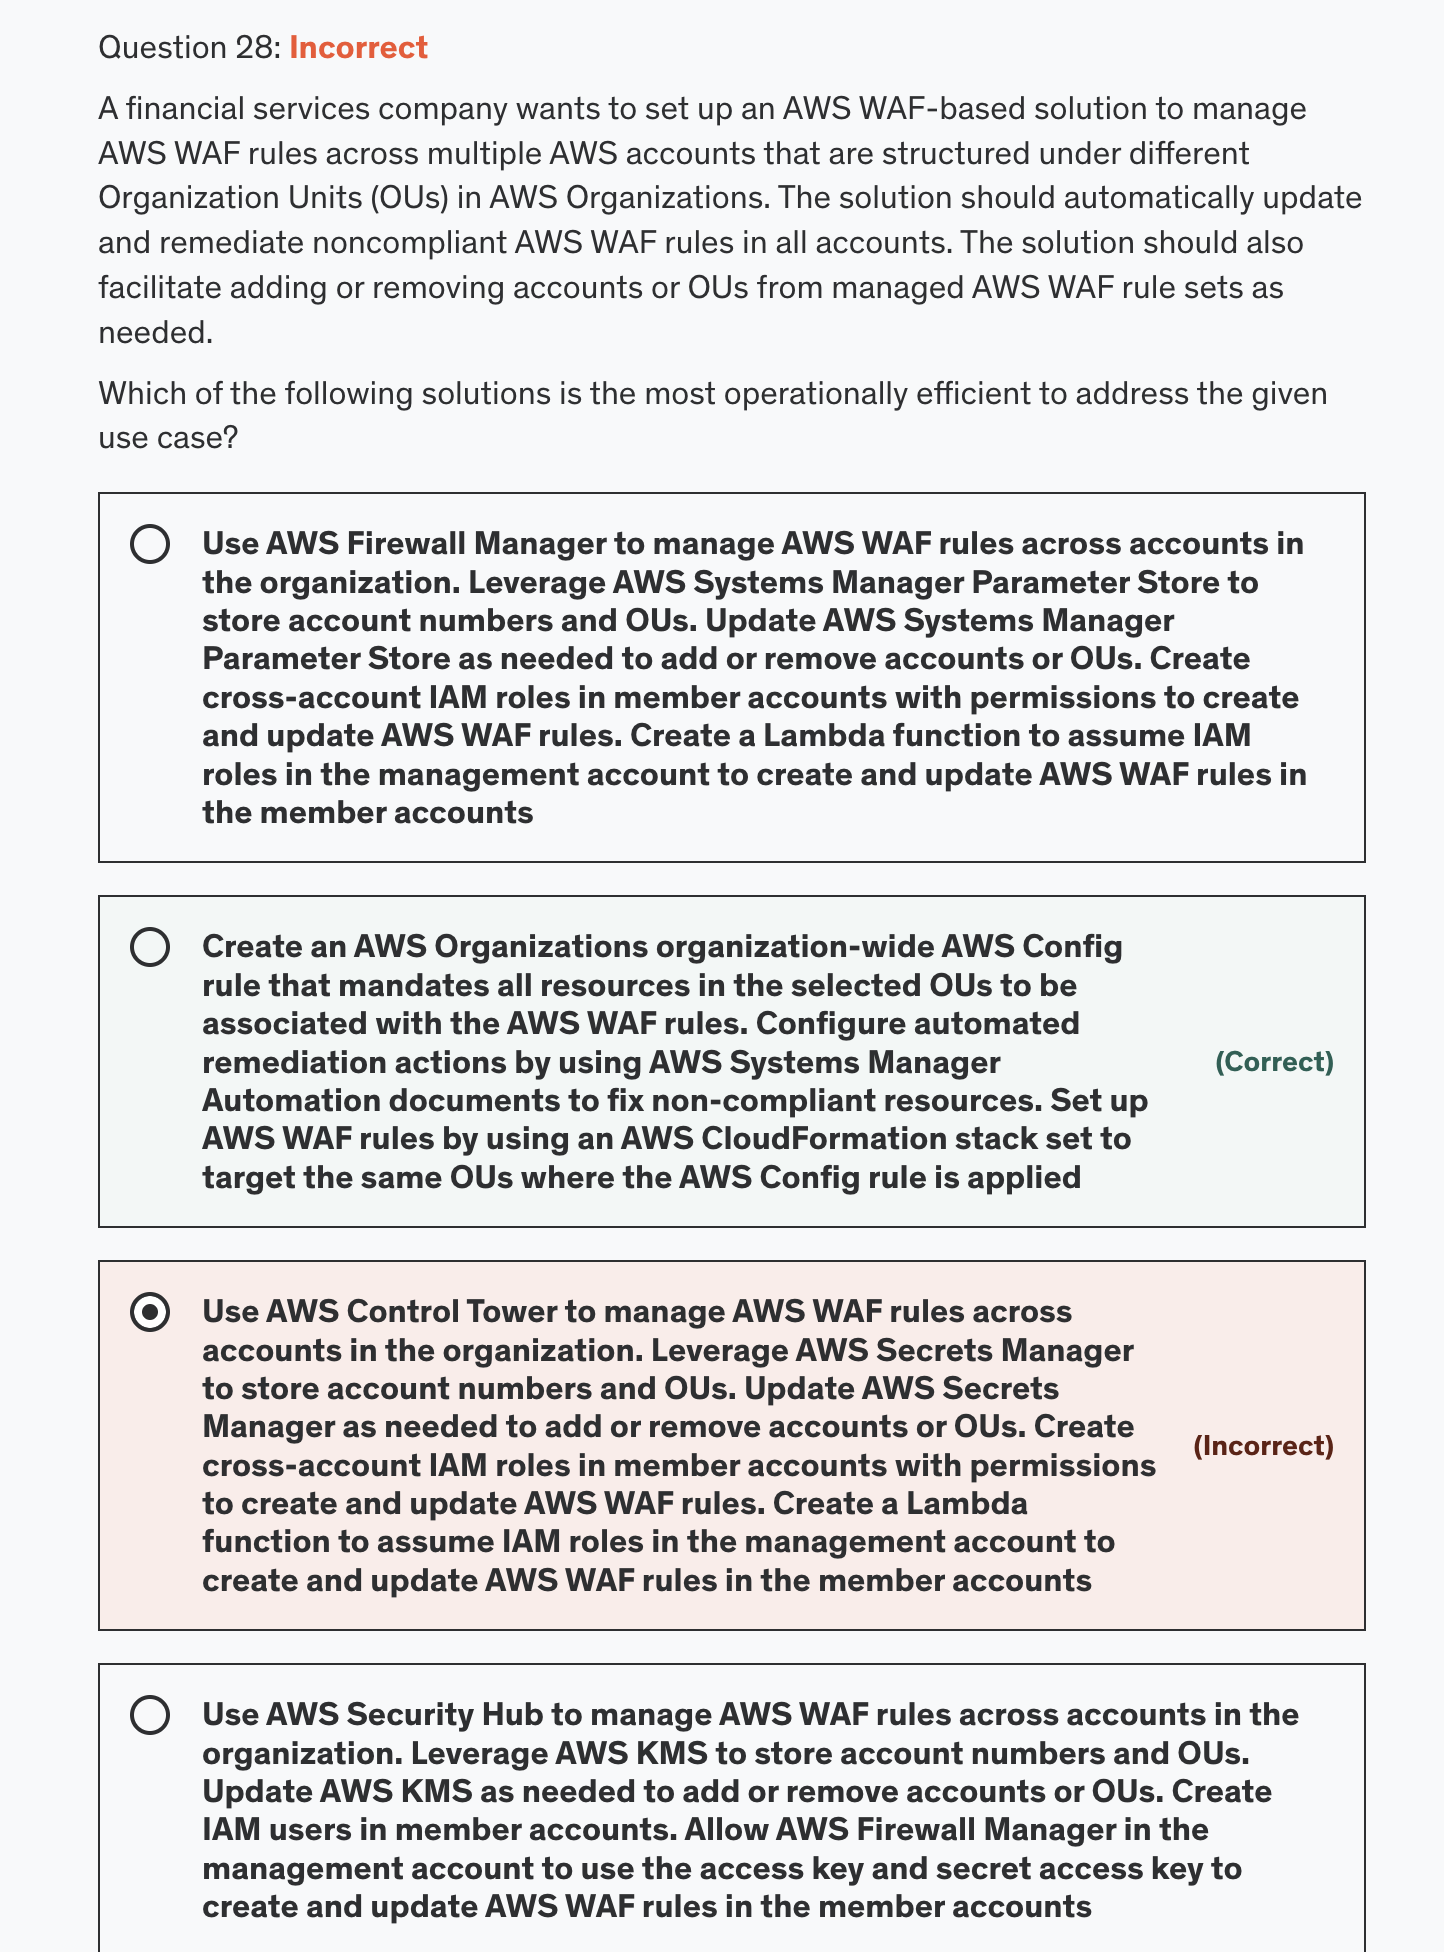 Question 28: Incorrect
A financial services company wants to set up an AWS WAF-based solution to manage
AWS WAF rules across multiple AWS accounts that are structured under different
Organization Units (OUs) in AWS Organizations. The solution should automatically update
and remediate noncompliant AWS WAF rules in all accounts. The solution should also
facilitate adding or removing accounts or OUs from managed AWS WAF rule sets as
needed.
Which of the following solutions is the most operationally efficient to address the given
use case?
Use AWS Firewall Manager to manage AWS WAF rules across accounts in
the organization. Leverage AWS Systems Manager Parameter Store to
store account numbers and OUs. Update AWS Systems Manager
Parameter Store as needed to add or remove accounts or OUs. Create
cross-account IAM roles in member accounts with permissions to create
and update AWS WAF rules. Create a Lambda function to assume IAM
roles in the management account to create and update AWS WAF rules in
the member accounts
Create an AWS Organizations organization-wide AWS Config
rule that mandates all resources in the selected OUs to be
associated with the AWS WAF rules. Configure automated
remediation actions by using AWS Systems Manager
Automation documents to fix non-compliant resources. Set up
AWS WAF rules by using an AWS CloudFormation stack set to
target the same OUs where the AWS Config rule is applied
(Correct)
Use AWS Control Tower to manage AWS WAF rules across
accounts in the organization. Leverage AWS Secrets Manager
to store account numbers and OUs. Update AWS Secrets
Manager as needed to add or remove accounts or OUs. Create
cross-account IAM roles in member accounts with permissions
to create and update AWS WAF rules. Create a Lambda
function to assume IAM roles in the management account to
create and update AWS WAF rules in the member accounts
(Incorrect)
Use AWS Security Hub to manage AWS WAF rules across accounts in the
organization. Leverage AWS KMS to store account numbers and OUs.
Update AWS KMS as needed to add or remove accounts or OUs. Create
IAM users in member accounts. Allow AWS Firewall Manager in the
management account to use the access key and secret access key to
create and update AWS WAF rules in the member accounts